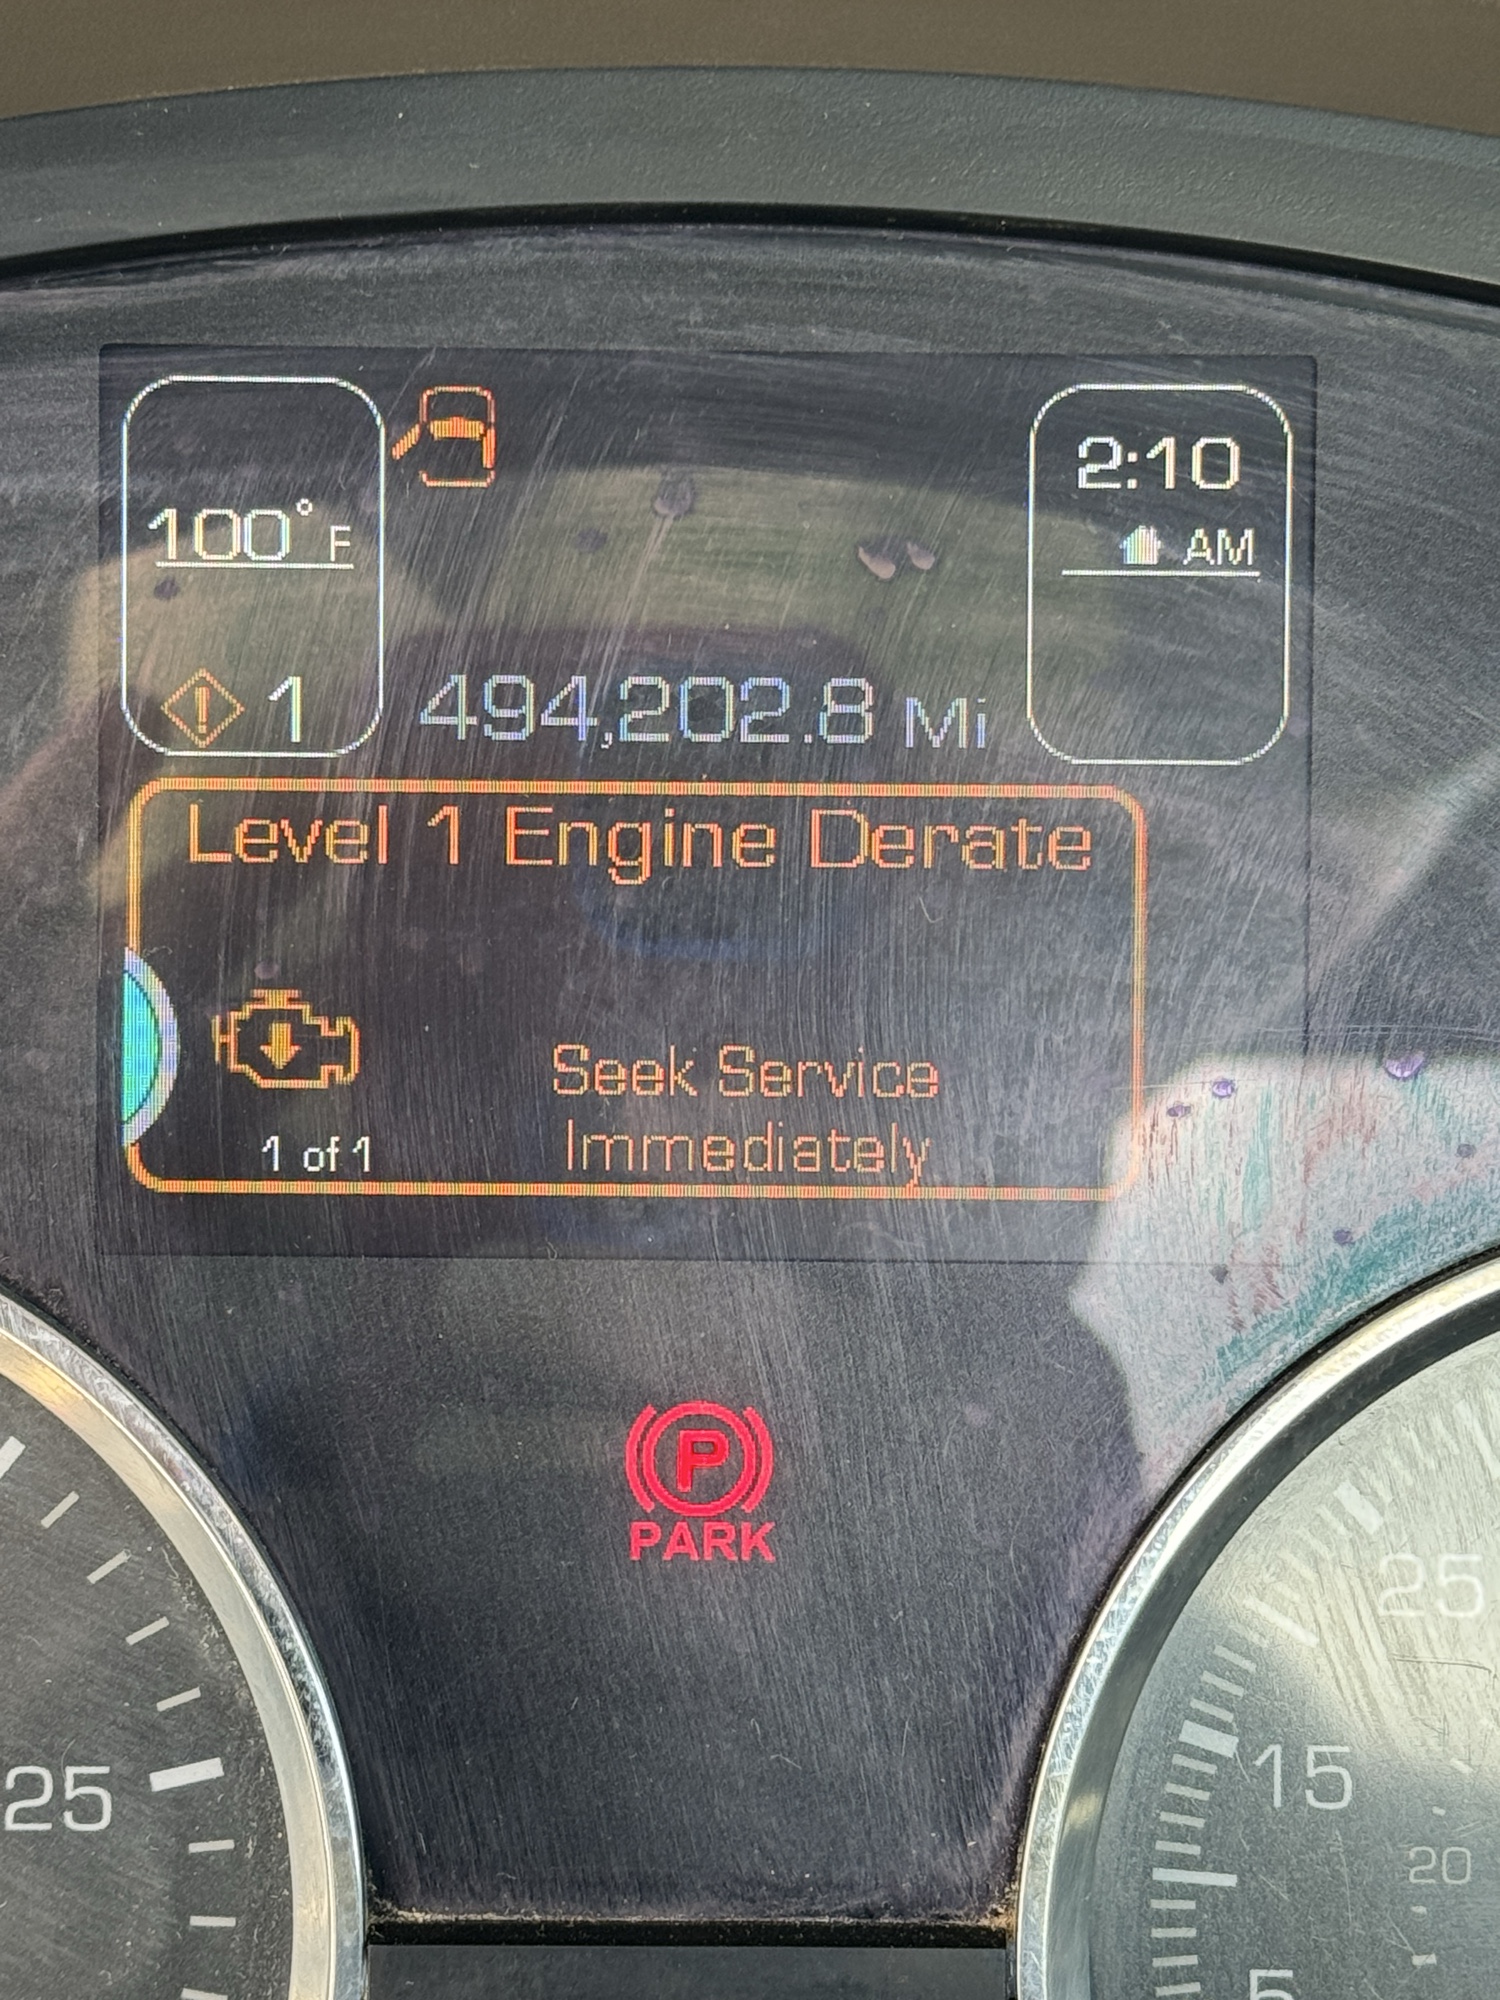 100°F
2:10
AM
1
494,202.8 Mi
Level 1 Engine Derate
Seek Service
Immediately
1 of 1
P
PARK
25
25
15
20
5